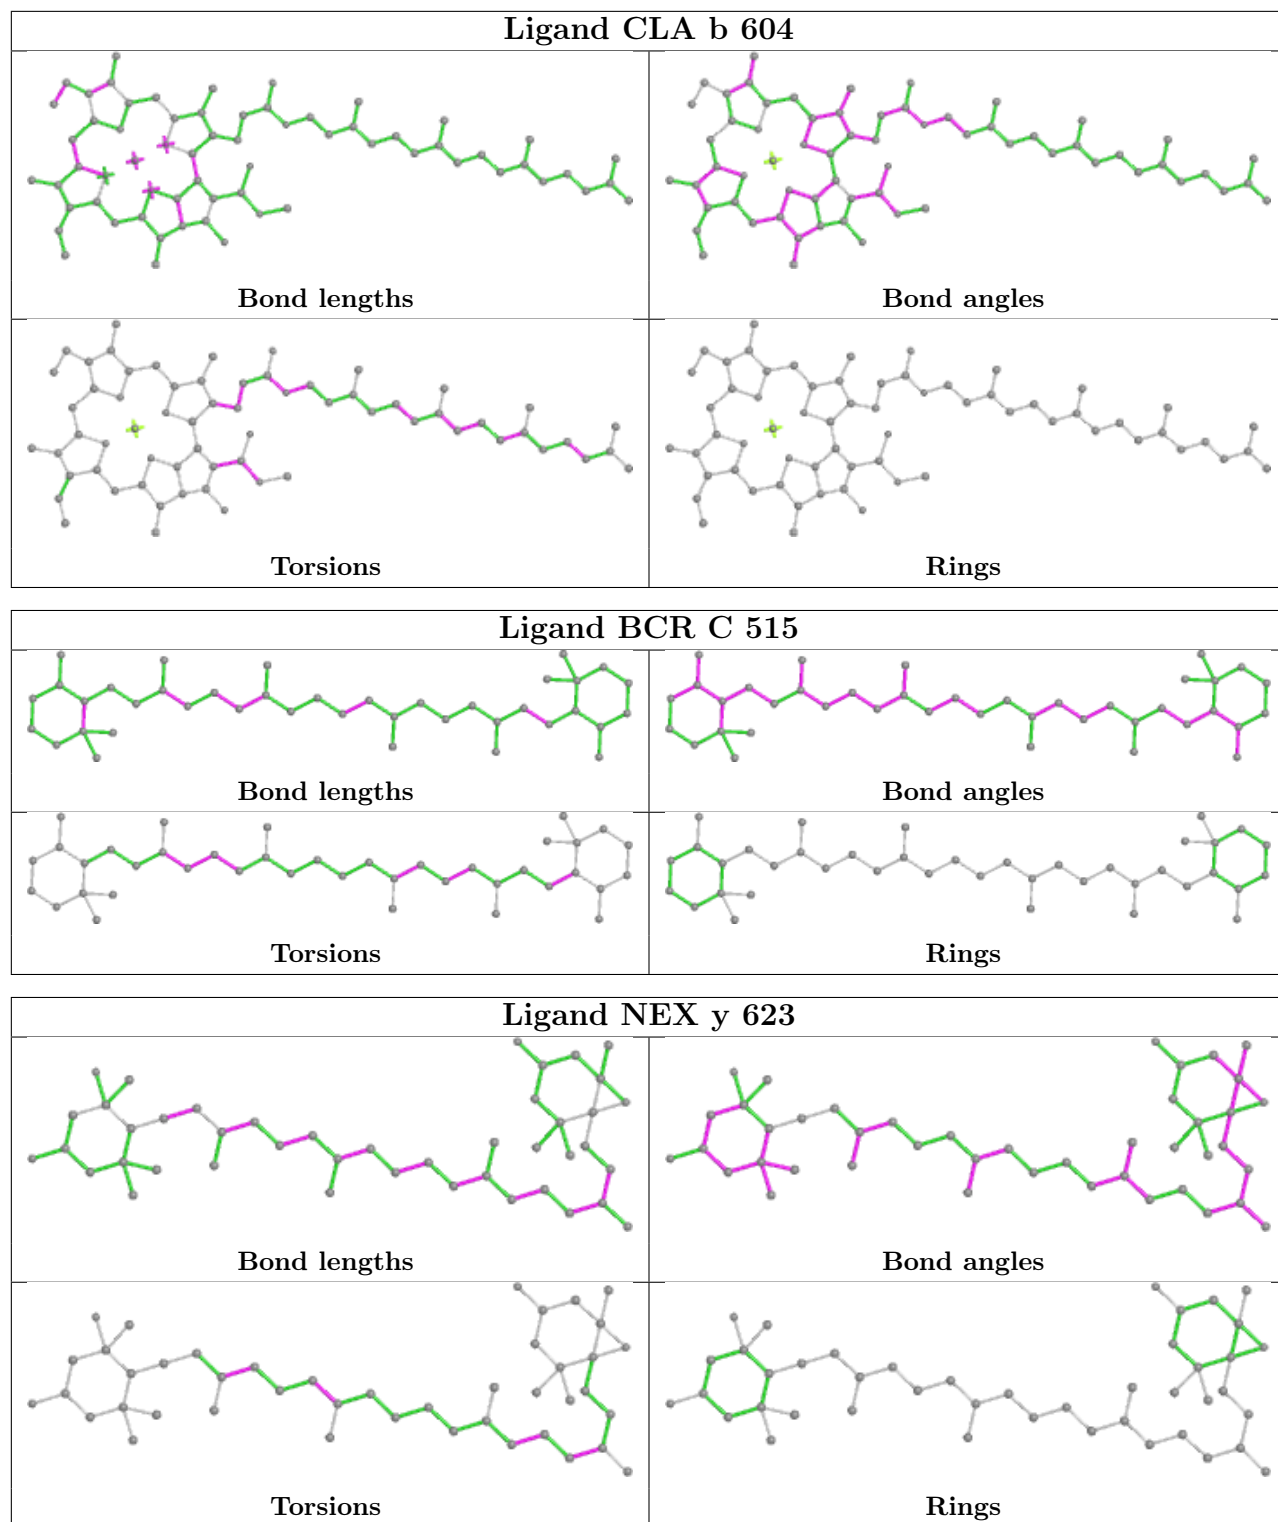 Ligand CLA b 604
Bond lengths
Bond angles
Torsions
Rings
Ligand BCR C 515
Bond lengths
Bond angles
Torsions
Rings
Ligand NEX y 623
Bond lengths
Bond angles
Torsions
Rings